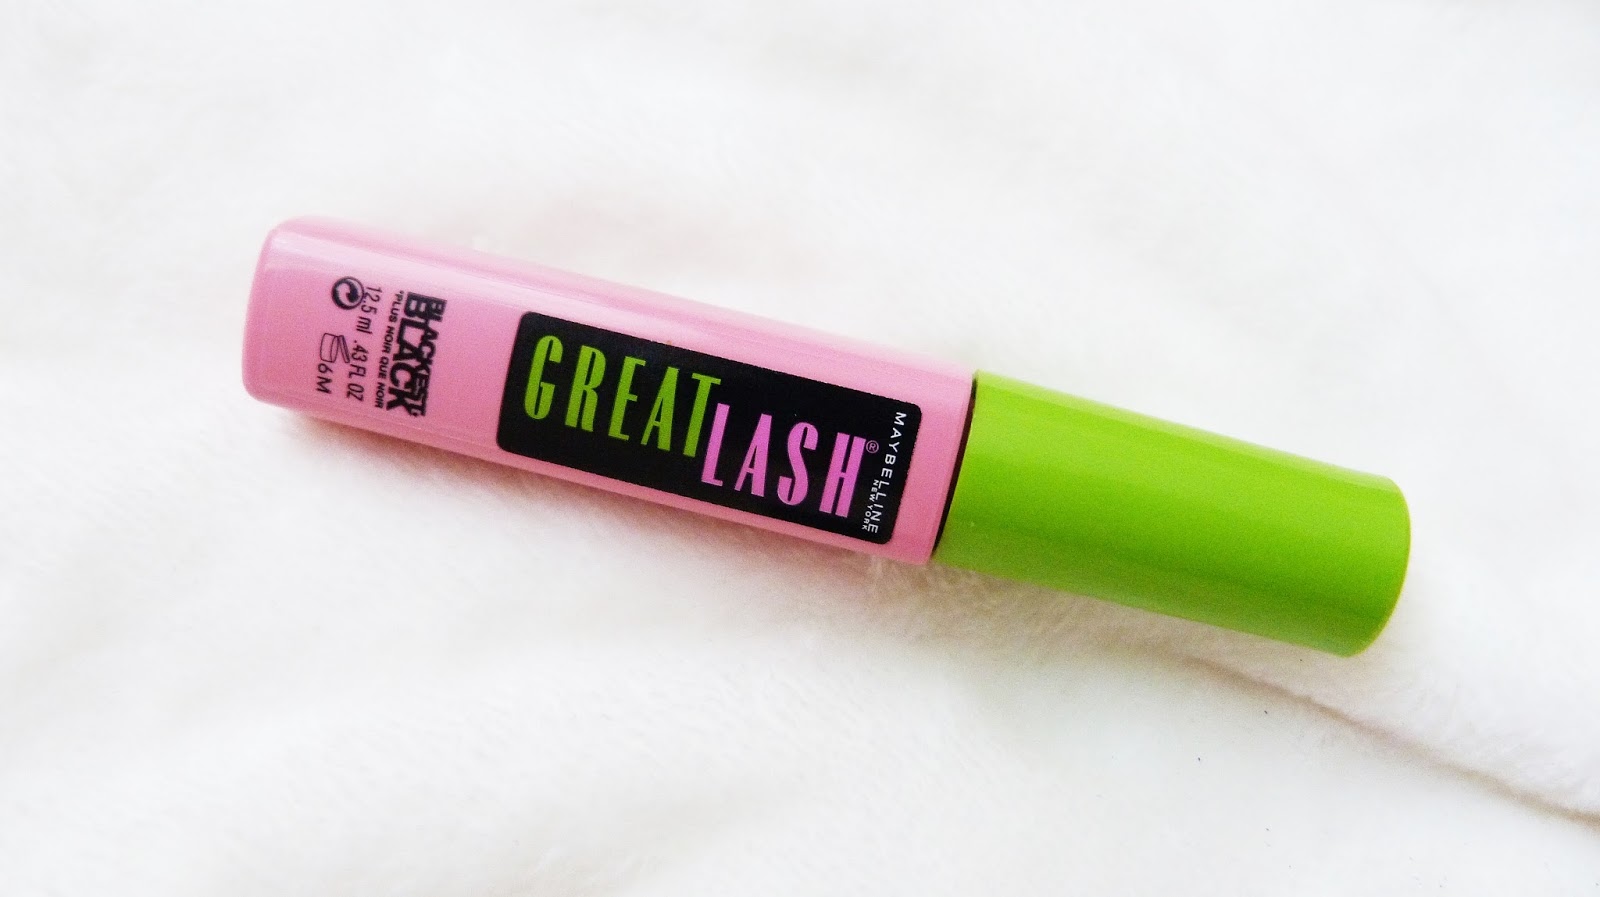 GREAT
LASH®
MAYBELLINE
NEW YORK
BLACKEST
BLACK
*PLUS NOIR QUE NOIR
12.5 ml .43 FL OZ
6M